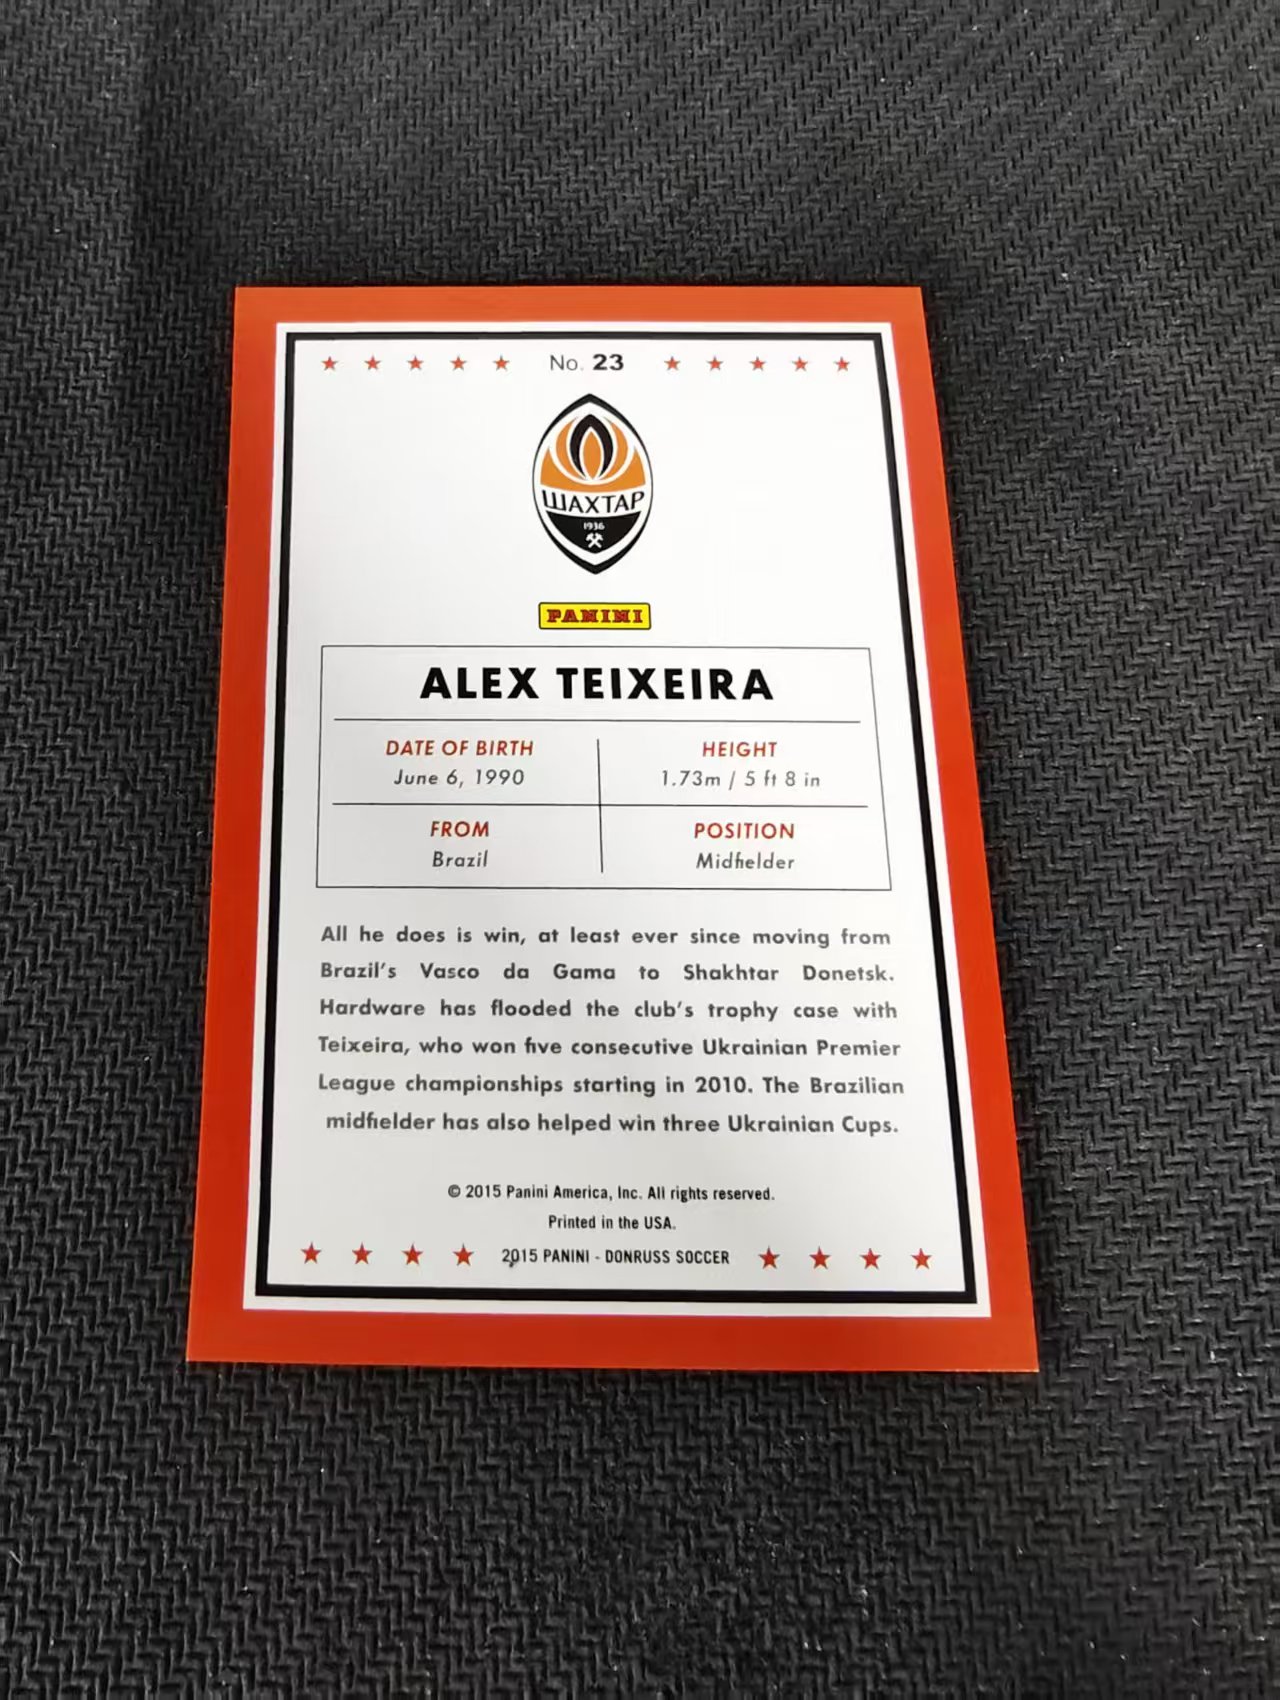 No. 23
ШАХТАР
1936
PANINI
ALEX TEIXEIRA
DATE OF BIRTH
June 6, 1990
HEIGHT
1.73m / 5 ft 8 in
FROM
Brazil
POSITION
Midfielder
All he does is win, at least ever since moving from
Brazil's Vasco da Gama to Shakhtar Donetsk.
Hardware has flooded the club's trophy case with
Teixeira, who won five consecutive Ukrainian Premier
League championships starting in 2010. The Brazilian
midfielder has also helped win three Ukrainian Cups.
© 2015 Panini America, Inc. All rights reserved.
Printed in the USA.
2015 PANINI - DONRUSS SOCCER